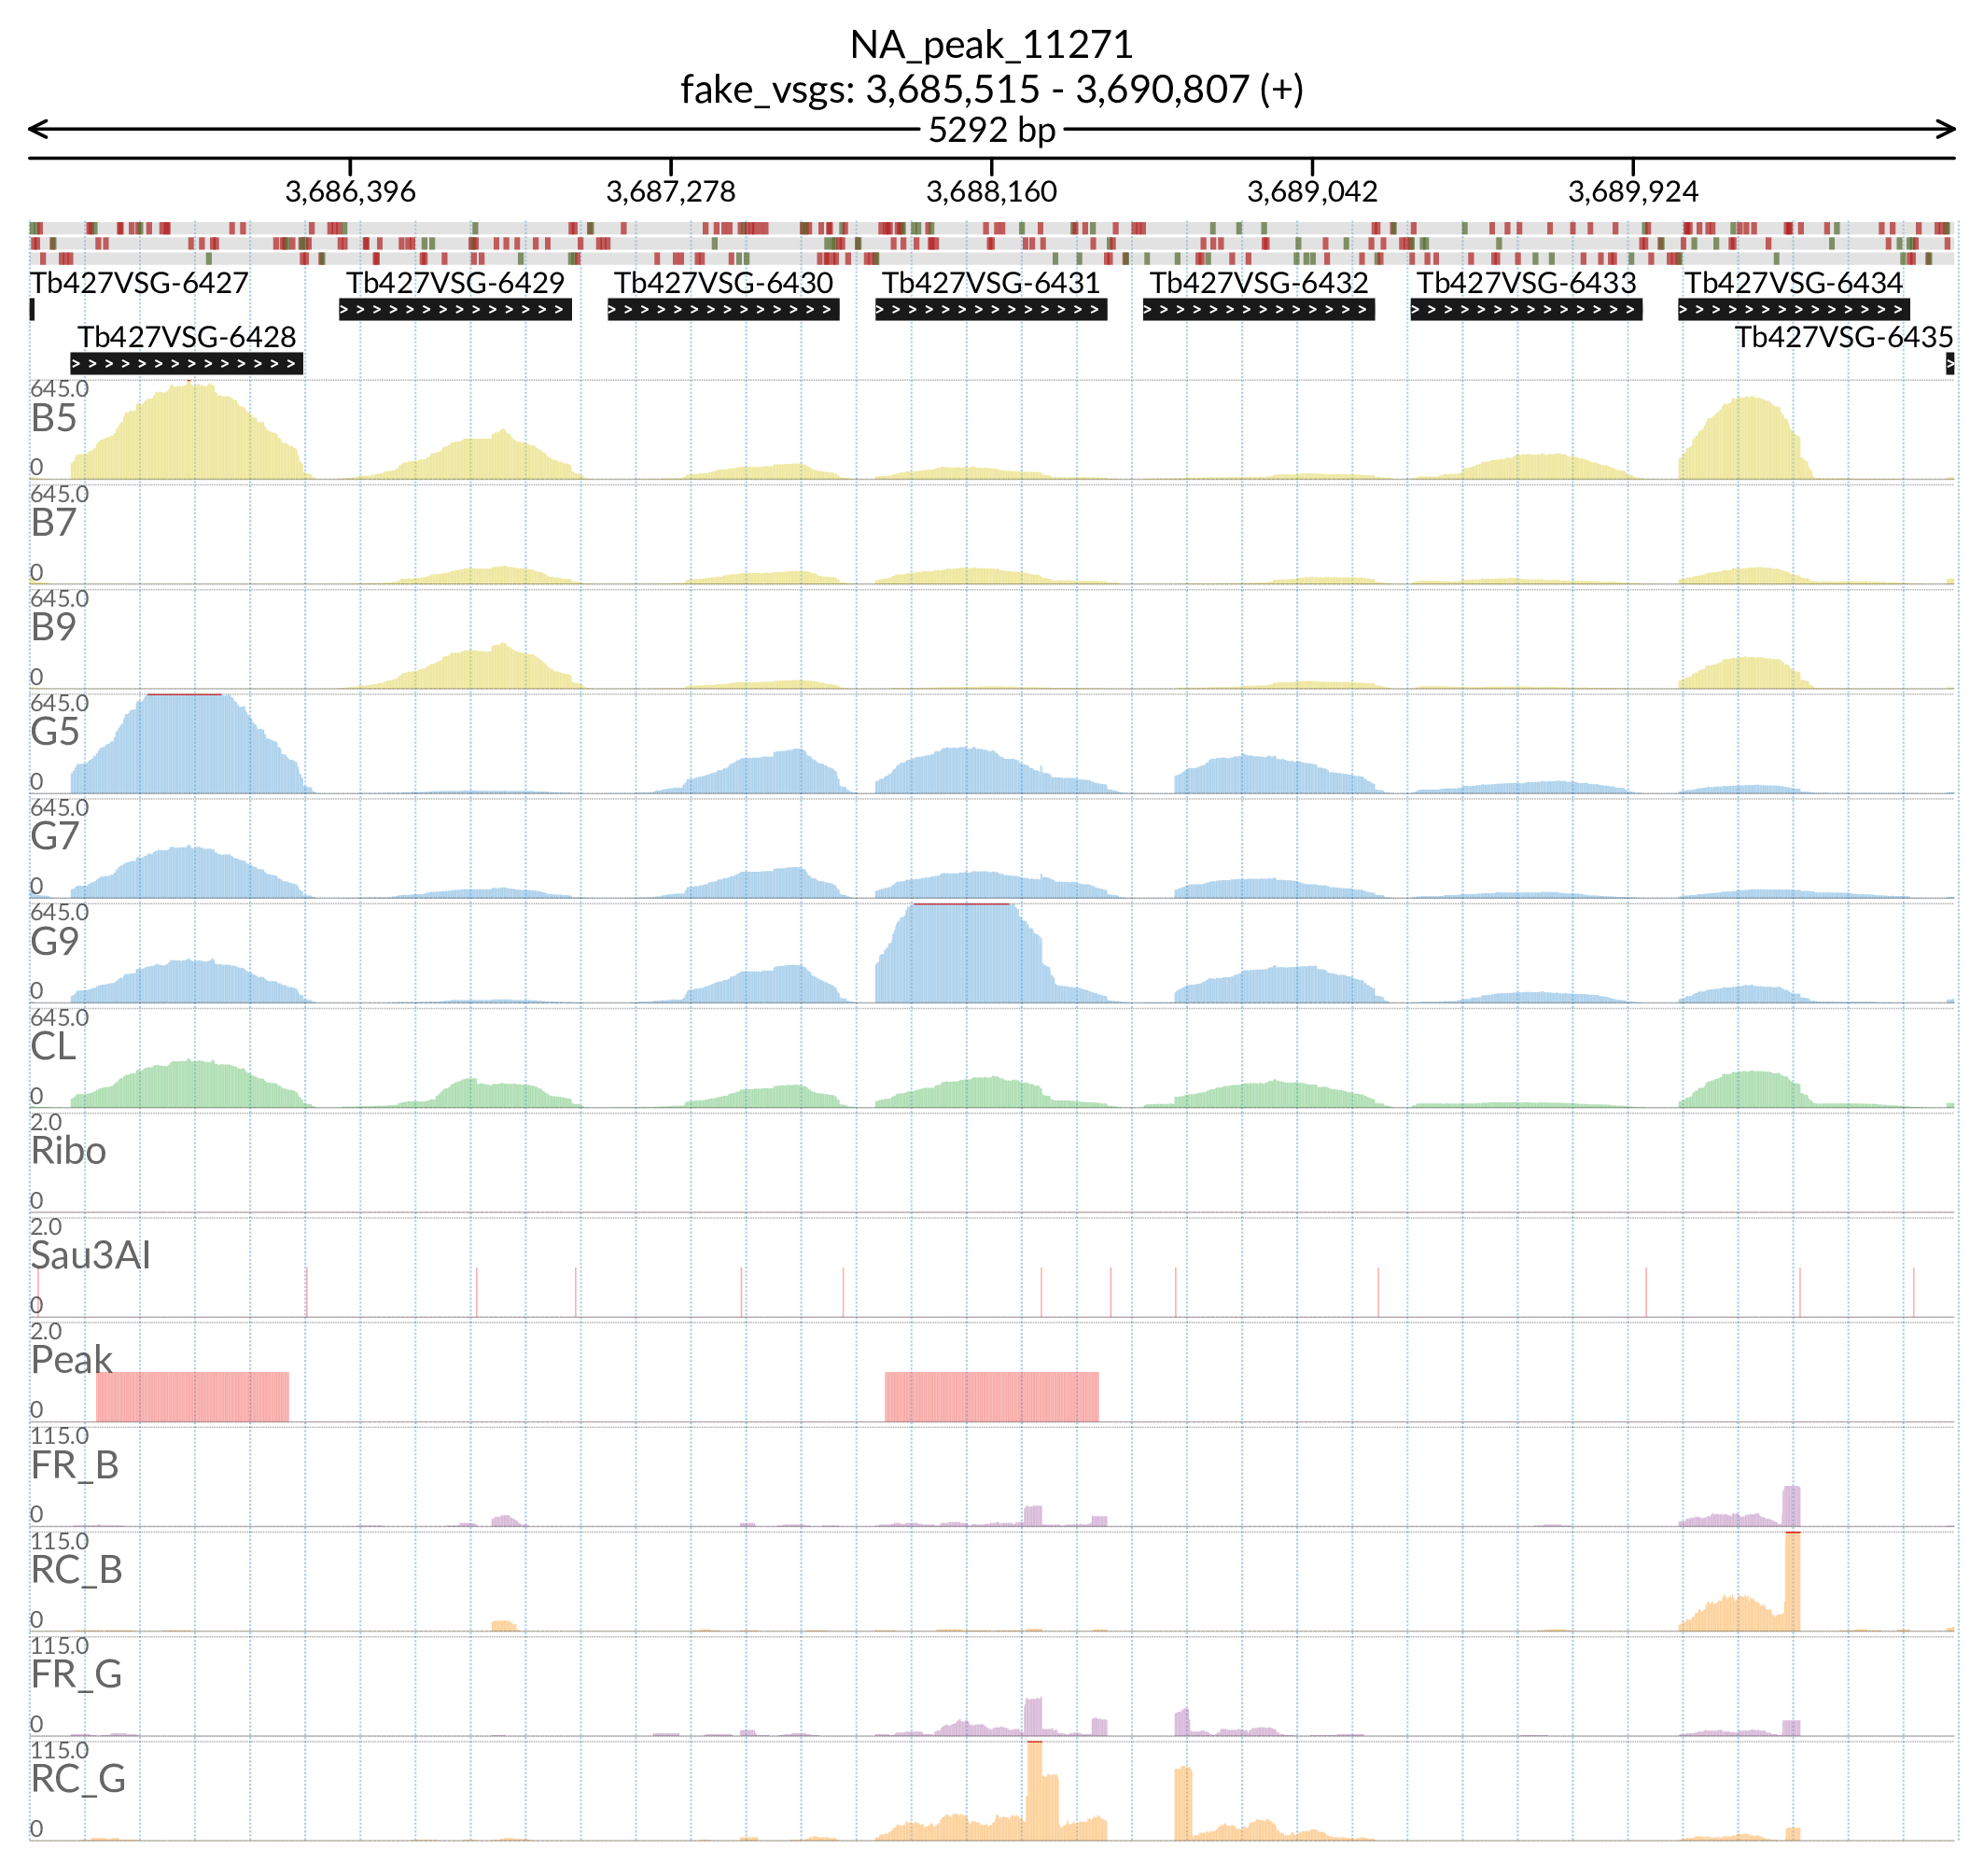 NA_peak_11271
fake_vsgs: 3,685,515 - 3,690,807 (+)
5292 bp
3,686,396 3,687,278 3,688,160 3,689,042 3,689,924
Tb427VSG-6427 Tb427VSG-6429 Tb427VSG-6430 Tb427VSG-6431 Tb427VSG-6432 Tb427VSG-6433 Tb427VSG-6434
Tb427VSG-6428 Tb427VSG-6435
645.0
B5
0
645.0
B7
0
645.0
B9
0
645.0
G5
0
645.0
G7
0
645.0
G9
0
645.0
CL
0
2.0
Ribo
0
2.0
Sau3AI
0
2.0
Peak
0
115.0
FR_B
0
115.0
RC_B
0
115.0
FR_G
0
115.0
RC_G
0